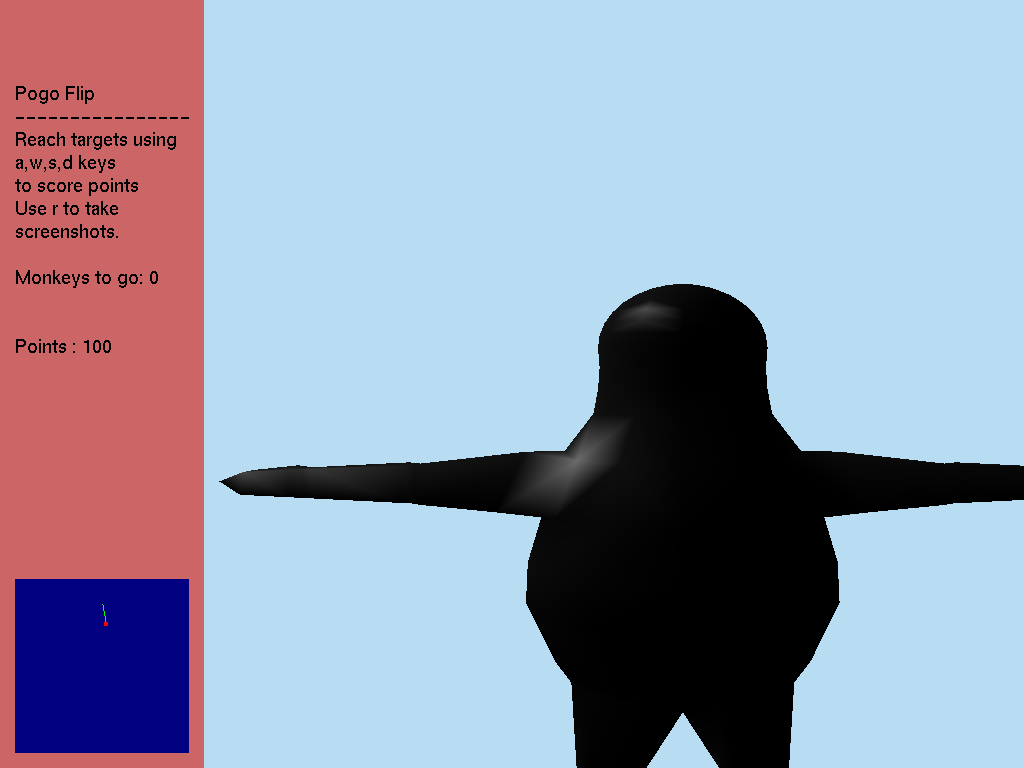 Pogo Flip
----------------
Reach targets using
a,w,s,d keys
to score points
Use r to take
screenshots.
Monkeys to go: 0
Points : 100